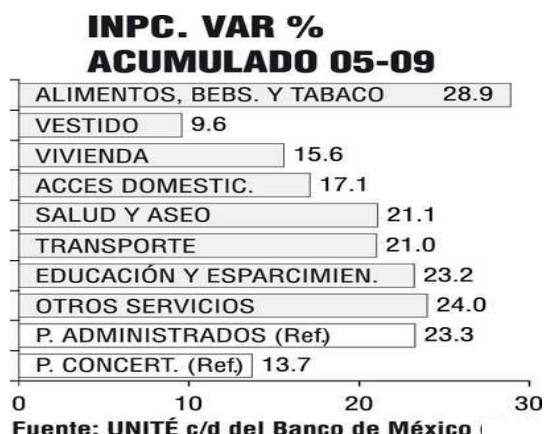 INPC. VAR %
ACUMULADO 05-09
ALIMENTOS, BEBS. Y TABACO 28.9
VESTIDO 9.6
VIVIENDA 15.6
ACCES DOMESTIC. 17.1
SALUD Y ASEO 21.1
TRANSPORTE 21.0
EDUCACIÓN Y ESPARCIMIEN. 23.2
OTROS SERVICIOS 24.0
P. ADMINISTRADOS (Ref.) 23.3
P. CONCERT. (Ref.) 13.7
0 10 20 30
Fuente: UNITÉ c/d del Banco de México (